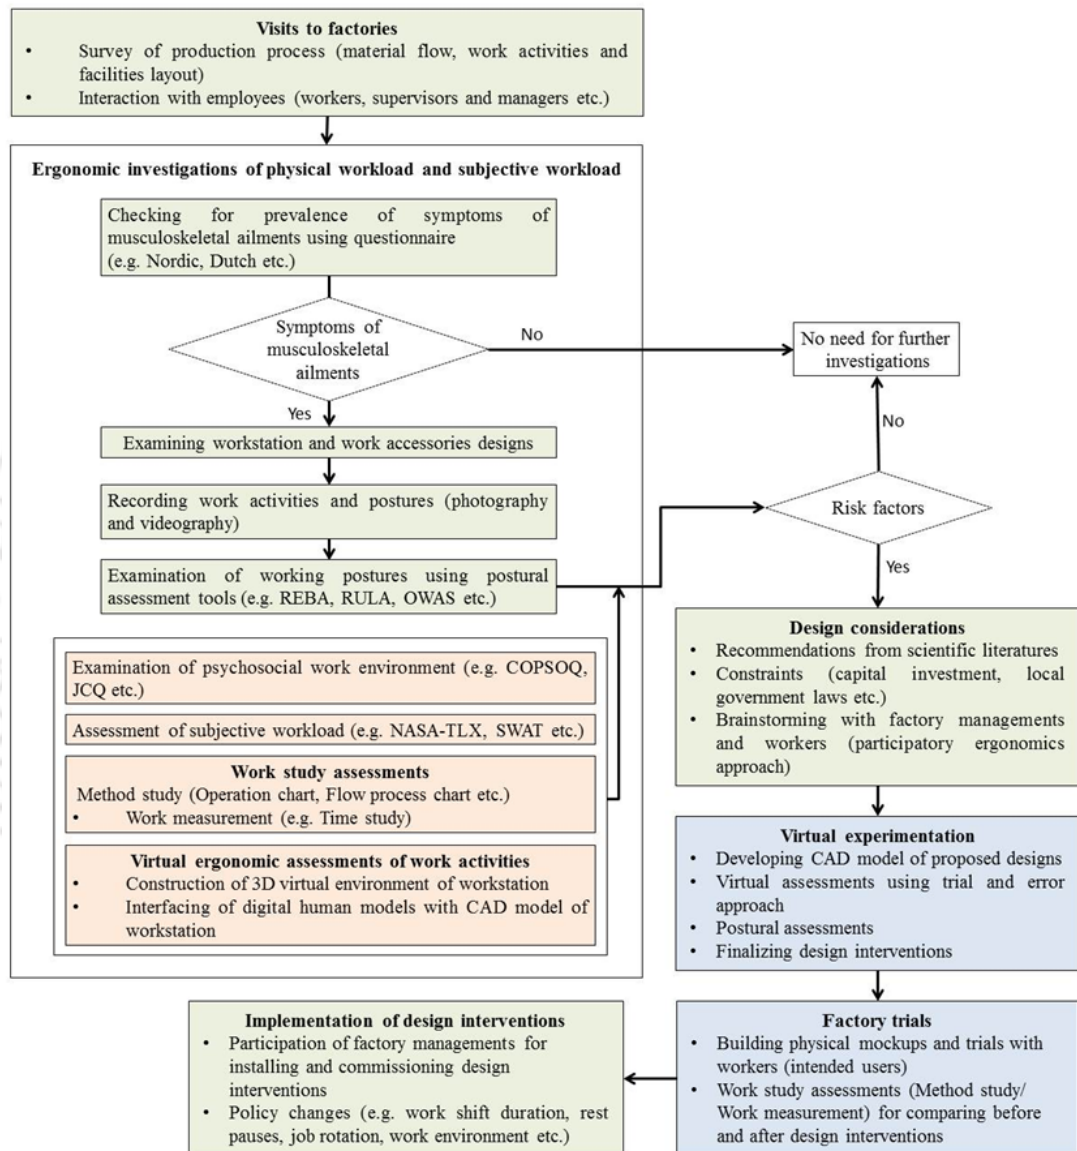 Visits to factories
• Survey of production process (material flow, work activities and
facilities layout)
• Interaction with employees (workers, supervisors and managers etc.)
Ergonomic investigations of physical workload and subjective workload
Checking for prevalence of symptoms of
musculoskeletal ailments using questionnaire
(e.g. Nordic, Dutch etc.)
Symptoms of
musculoskeletal
ailments
No
No need for further
investigations
Yes
No
Examining workstation and work accessories designs
Recording work activities and postures (photography
and videography)
Risk factors
Examination of working postures using postural
assessment tools (e.g. REBA, RULA, OWAS etc.)
Yes
Examination of psychosocial work environment (e.g. COPSOQ,
JCQ etc.)
Assessment of subjective workload (e.g. NASA-TLX, SWAT etc.)
Work study assessments
Method study (Operation chart, Flow process chart etc.)
• Work measurement (e.g. Time study)
Virtual ergonomic assessments of work activities
• Construction of 3D virtual environment of workstation
• Interfacing of digital human models with CAD model of
workstation
Design considerations
• Recommendations from scientific literatures
• Constraints (capital investment, local
government laws etc.)
• Brainstorming with factory managements
and workers (participatory ergonomics
approach)
Virtual experimentation
• Developing CAD model of proposed designs
• Virtual assessments using trial and error
approach
• Postural assessments
• Finalizing design interventions
Factory trials
• Building physical mockups and trials with
workers (intended users)
• Work study assessments (Method study/
Work measurement) for comparing before
and after design interventions
Implementation of design interventions
• Participation of factory managements for
installing and commissioning design
interventions
• Policy changes (e.g. work shift duration, rest
pauses, job rotation, work environment etc.)